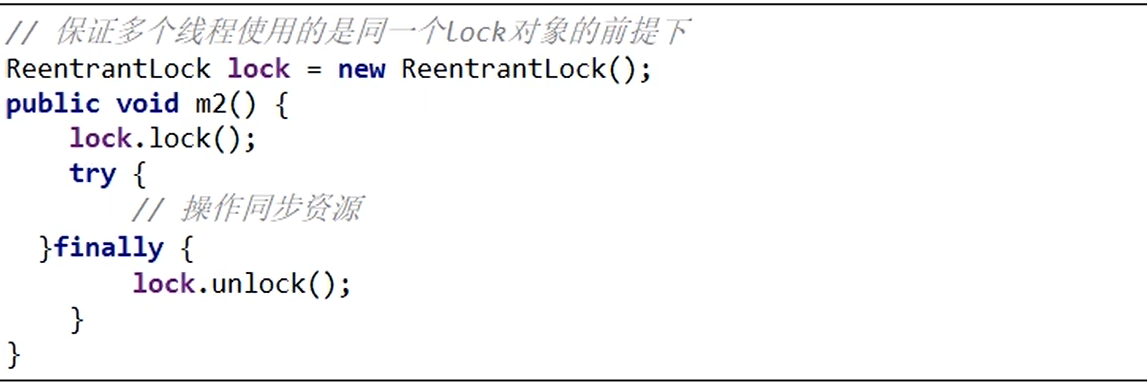 // 保证多个线程使用的是同一个lock对象的前提下
ReentrantLock lock = new ReentrantLock();
public void m2() {
    lock.lock();
    try {
        // 操作同步资源
  }finally {
        lock.unlock();
    }
}